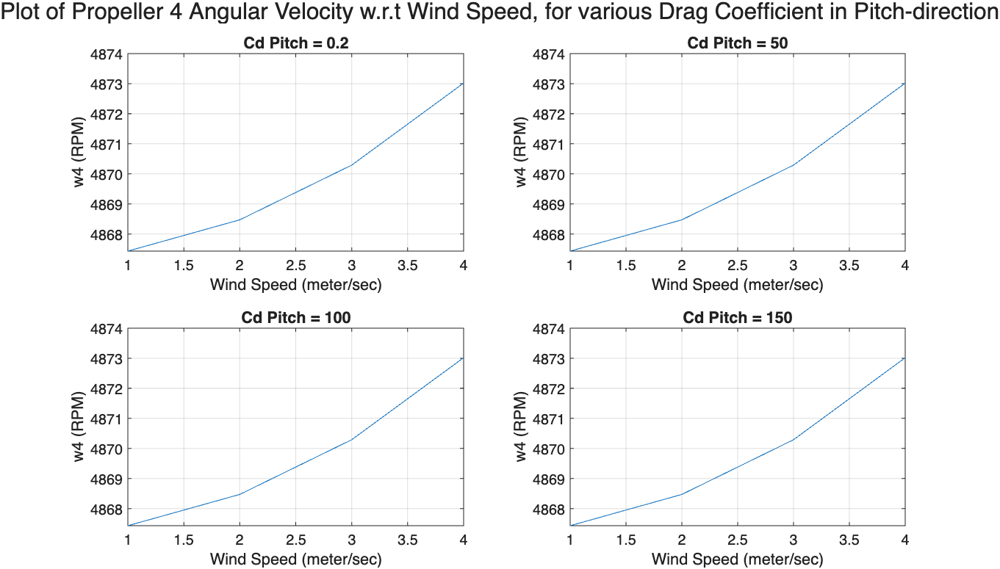 Plot of Propeller 4 Angular Velocity w.r.t Wind Speed, for various Drag Coefficient in Pitch-direction
Cd Pitch = 0.2
4874
4873
4872
4871
4870
4869
4868
w4 (RPM)
1 1.5 2 2.5 3 3.5 4
Wind Speed (meter/sec)
Cd Pitch = 50
4874
4873
4872
4871
4870
4869
4868
w4 (RPM)
1 1.5 2 2.5 3 3.5 4
Wind Speed (meter/sec)
Cd Pitch = 100
4874
4873
4872
4871
4870
4869
4868
w4 (RPM)
1 1.5 2 2.5 3 3.5 4
Wind Speed (meter/sec)
Cd Pitch = 150
4874
4873
4872
4871
4870
4869
4868
w4 (RPM)
1 1.5 2 2.5 3 3.5 4
Wind Speed (meter/sec)